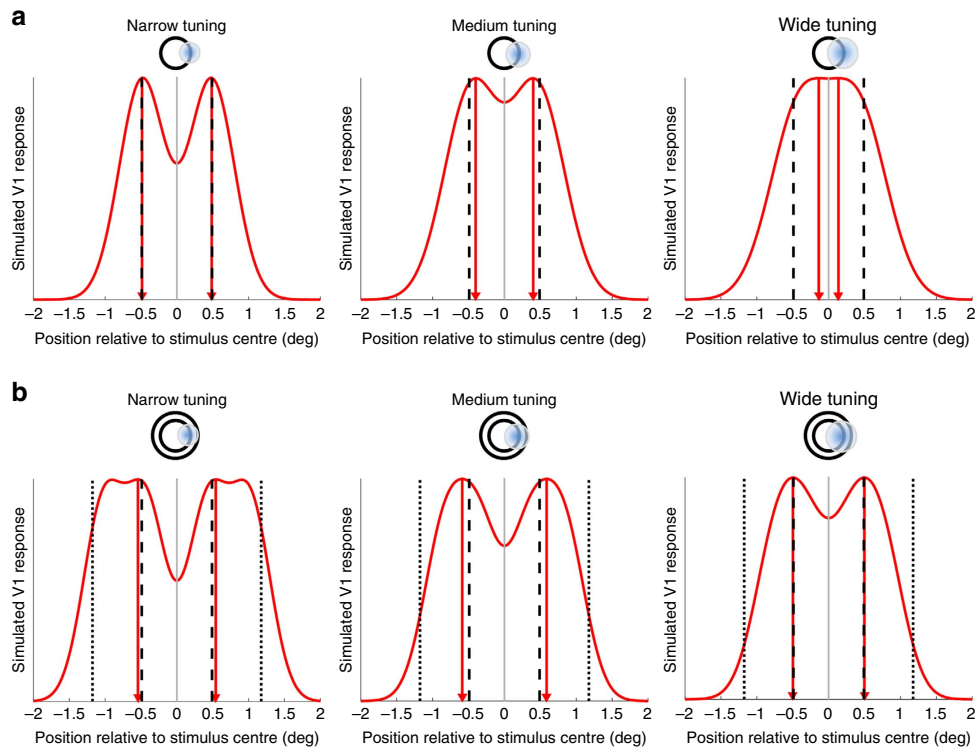 a
Narrow tuning
Medium tuning
Wide tuning
Simulated V1 response
Simulated V1 response
Simulated V1 response
−2 −1.5 −1 −0.5 0 0.5 1 1.5 2
−2 −1.5 −1 −0.5 0 0.5 1 1.5 2
−2 −1.5 −1 −0.5 0 0.5 1 1.5 2
Position relative to stimulus centre (deg)
Position relative to stimulus centre (deg)
Position relative to stimulus centre (deg)
b
Narrow tuning
Medium tuning
Wide tuning
Simulated V1 response
Simulated V1 response
Simulated V1 response
−2 −1.5 −1 −0.5 0 0.5 1 1.5 2
−2 −1.5 −1 −0.5 0 0.5 1 1.5 2
−2 −1.5 −1 −0.5 0 0.5 1 1.5 2
Position relative to stimulus centre (deg)
Position relative to stimulus centre (deg)
Position relative to stimulus centre (deg)